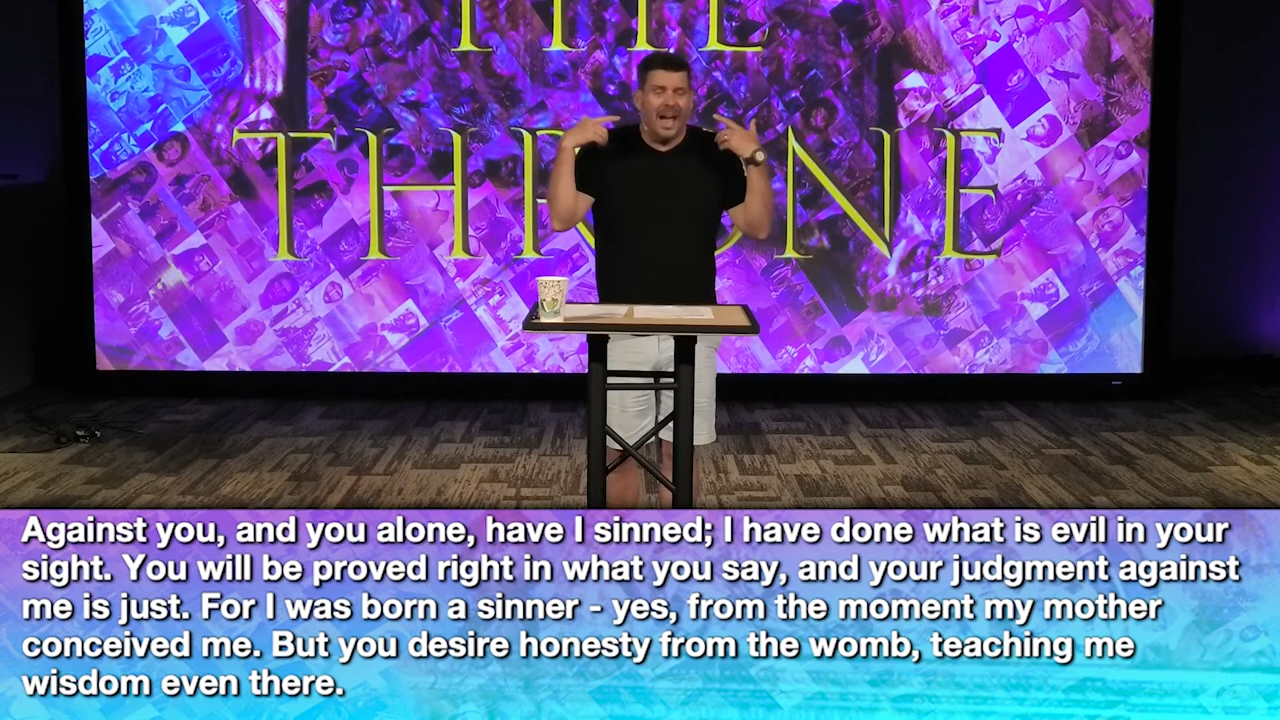 THE
THRONE
Against you, and you alone, have I sinned; I have done what is evil in your
sight. You will be proved right in what you say, and your judgment against
me is just. For I was born a sinner - yes, from the moment my mother
conceived me. But you desire honesty from the womb, teaching me
wisdom even there.